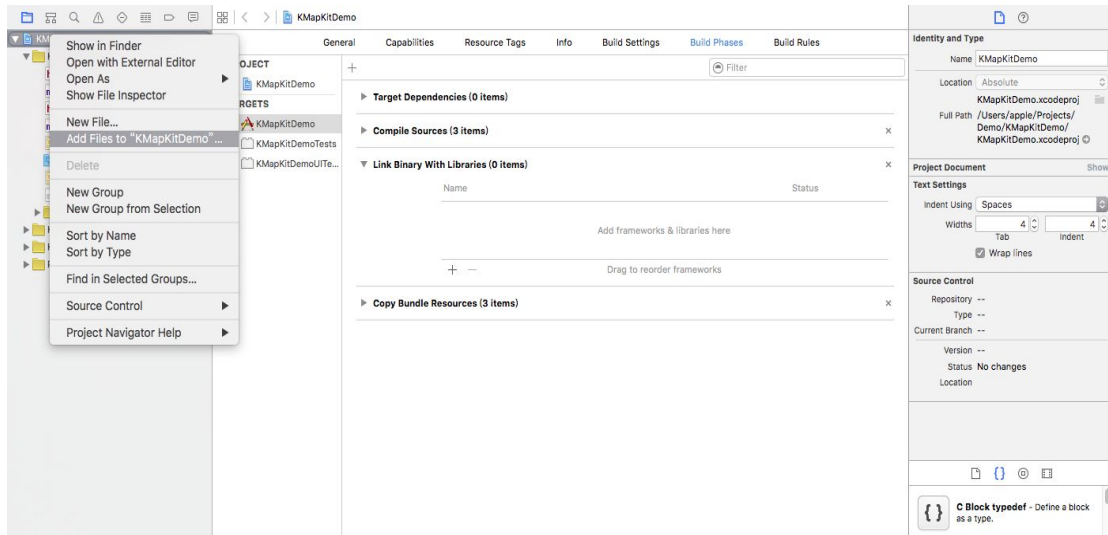 KMapKitDemo
General Capabilities Resource Tags Info Build Settings Build Phases Build Rules
Show in Finder
Open with External Editor
Open As
Show File Inspector
New File...
Add Files to “KMapKitDemo”...
Delete
New Group
New Group from Selection
Sort by Name
Sort by Type
Find in Selected Groups...
Source Control
Project Navigator Help
KMapKitDemo
KMapKitDemo
KMapKitDemoTests
KMapKitDemoUITe...
Filter
Target Dependencies (0 items)
Compile Sources (3 items)
Link Binary With Libraries (0 items)
Name Status
Add frameworks & libraries here
Drag to reorder frameworks
Copy Bundle Resources (3 items)
Identity and Type
Name KMapKitDemo
Location Absolute
KMapKitDemo.xcodeproj
Full Path /Users/apple/Projects/
Demo/KMapKitDemo/
KMapKitDemo.xcodeproj
Project Document Show
Text Settings
Indent Using Spaces
Widths 4 4
Tab Indent
Wrap lines
Source Control
Repository --
Type --
Current Branch --
Version --
Status No changes
Location
{ }
C Block typedef - Define a block
as a type.